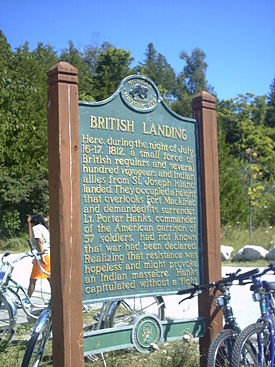 BRITISH LANDING
Here, during the night of July
16-17, 1812, a small force of
British regulars and several
hundred voyageurs and Indian
allies from St. Joseph Island
landed. They occupied a height
that overlooks Fort Mackinac
and demanded its surrender.
Lt. Porter Hanks, commander
of the American garrison of
57 soldiers, had not known
that war had been declared.
Realizing that resistance was
hopeless and might provoke
an Indian massacre, Hanks
capitulated without a fight.